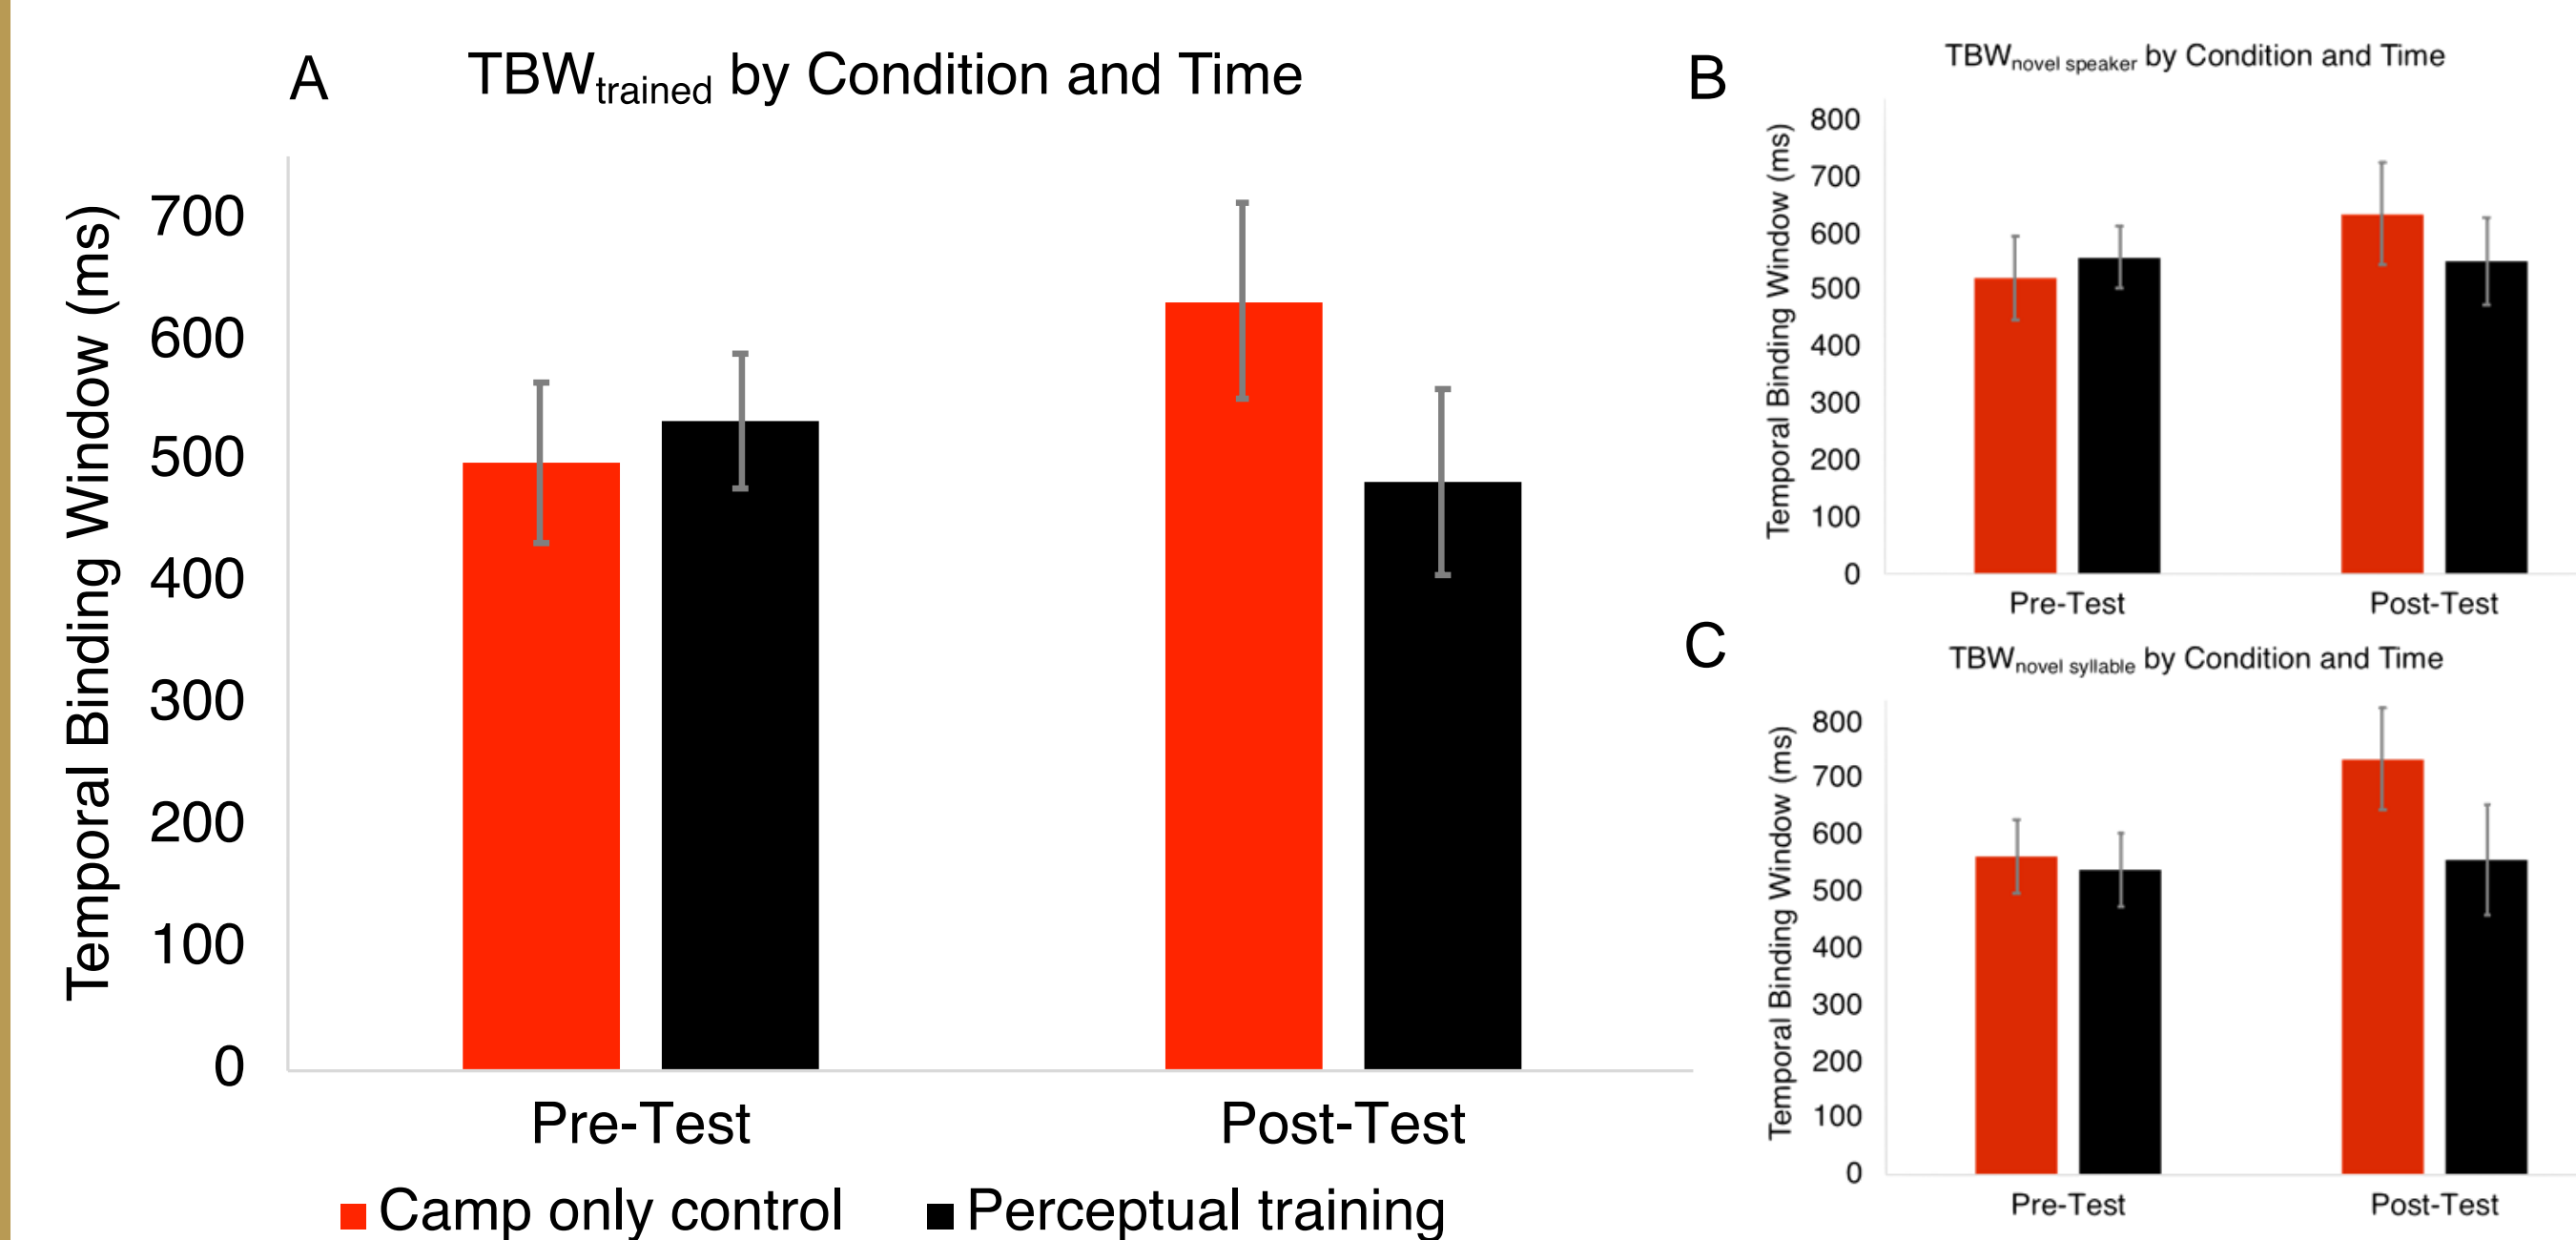 A
TBWtrained by Condition and Time
Temporal Binding Window (ms)
700
600
500
400
300
200
100
0
Pre-Test Post-Test
Camp only control Perceptual training
B
TBWnovel speaker by Condition and Time
Temporal Binding Window (ms)
800
700
600
500
400
300
200
100
0
Pre-Test Post-Test
C
TBWnovel syllable by Condition and Time
Temporal Binding Window (ms)
800
700
600
500
400
300
200
100
0
Pre-Test Post-Test